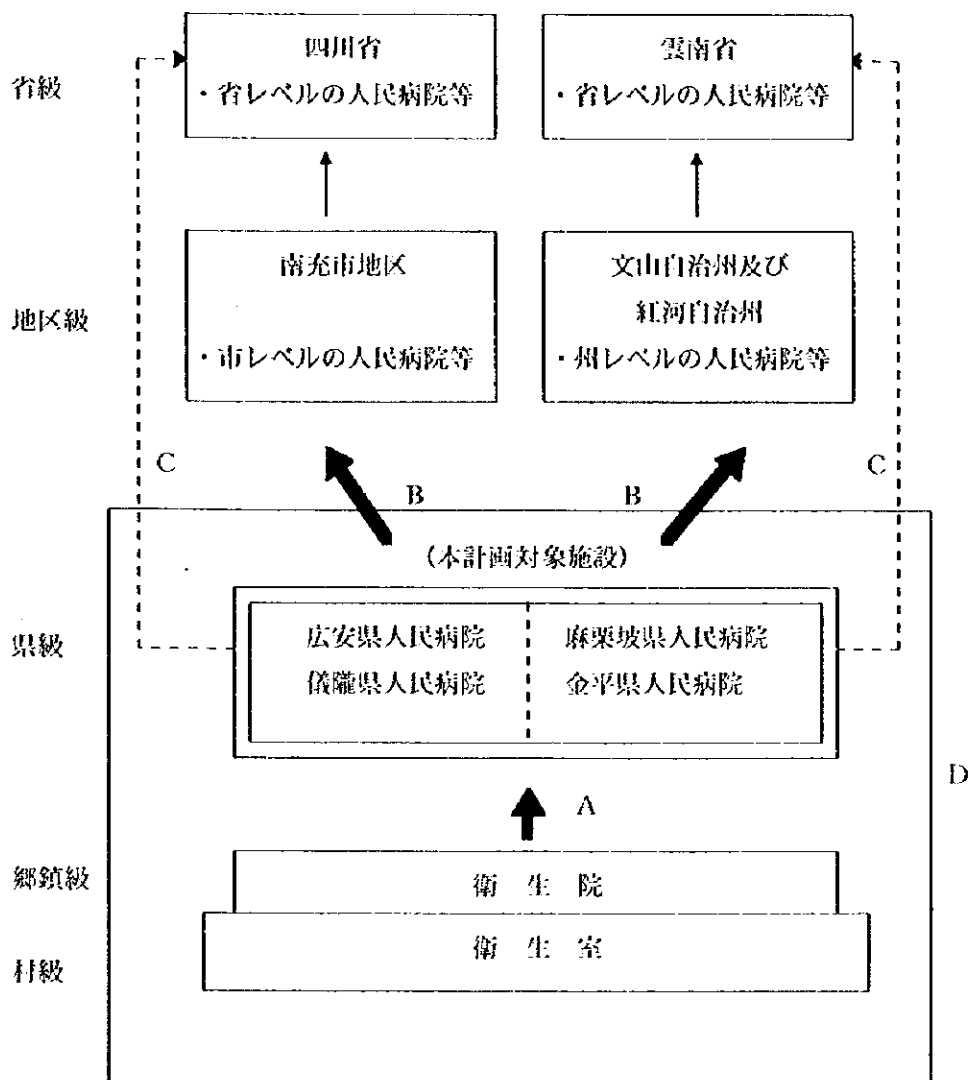 省級
四川省
・省レベルの人民病院等
雲南省
・省レベルの人民病院等
地区級
南充市地区
・市レベルの人民病院等
文山自治州及び
紅河自治州
・州レベルの人民病院等
C
B
B
C
(本計画対象施設)
県級
広安県人民病院
儀隴県人民病院
麻栗坡県人民病院
金平県人民病院
D
A
郷鎮級
衛生院
村級
衛生室